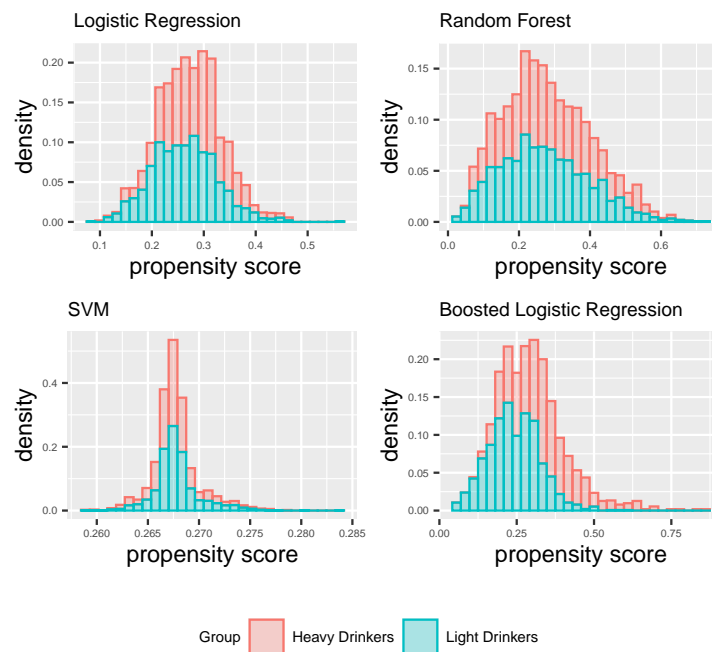 Logistic Regression
Random Forest
0.20
0.15
0.10
0.05
0.00
density
0.1 0.2 0.3 0.4 0.5
propensity score
0.15
0.10
0.05
0.00
density
0.0 0.2 0.4 0.6
propensity score
SVM
Boosted Logistic Regression
0.4
0.2
0.0
density
0.260 0.265 0.270 0.275 0.280 0.285
propensity score
0.20
0.15
0.10
0.05
0.00
density
0.00 0.25 0.50 0.75
propensity score
Group Heavy Drinkers Light Drinkers